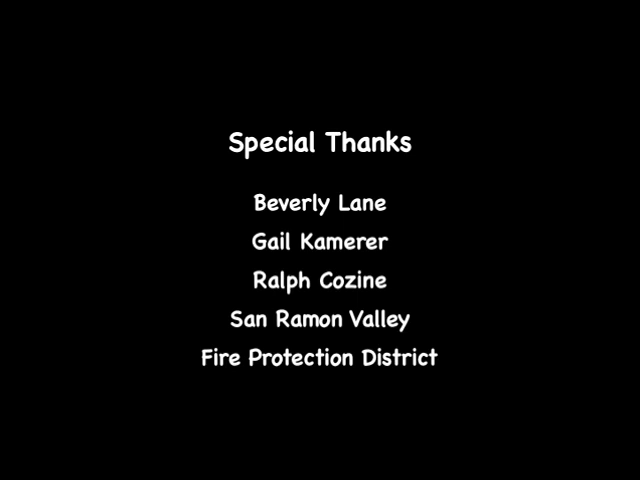 Special Thanks
Beverly Lane
Gail Kamerer
Ralph Cozine
San Ramon Valley
Fire Protection District